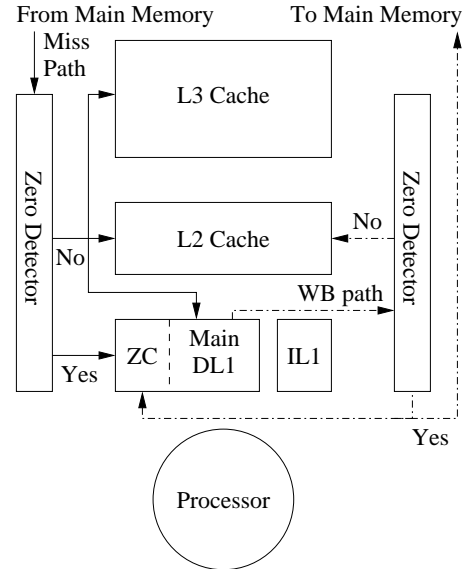 From Main Memory
To Main Memory
Miss
Path
L3 Cache
Zero Detector
Zero Detector
No
L2 Cache
No
WB path
ZC
Main
DL1
IL1
Yes
Yes
Processor